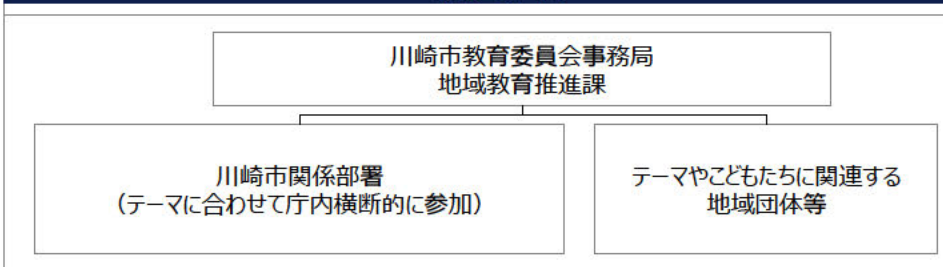 川崎市教育委員会事務局
地域教育推進課
川崎市関係部署
（テーマに合わせて庁内横断的に参加）
テーマやこどもたちに関連する
地域団体等